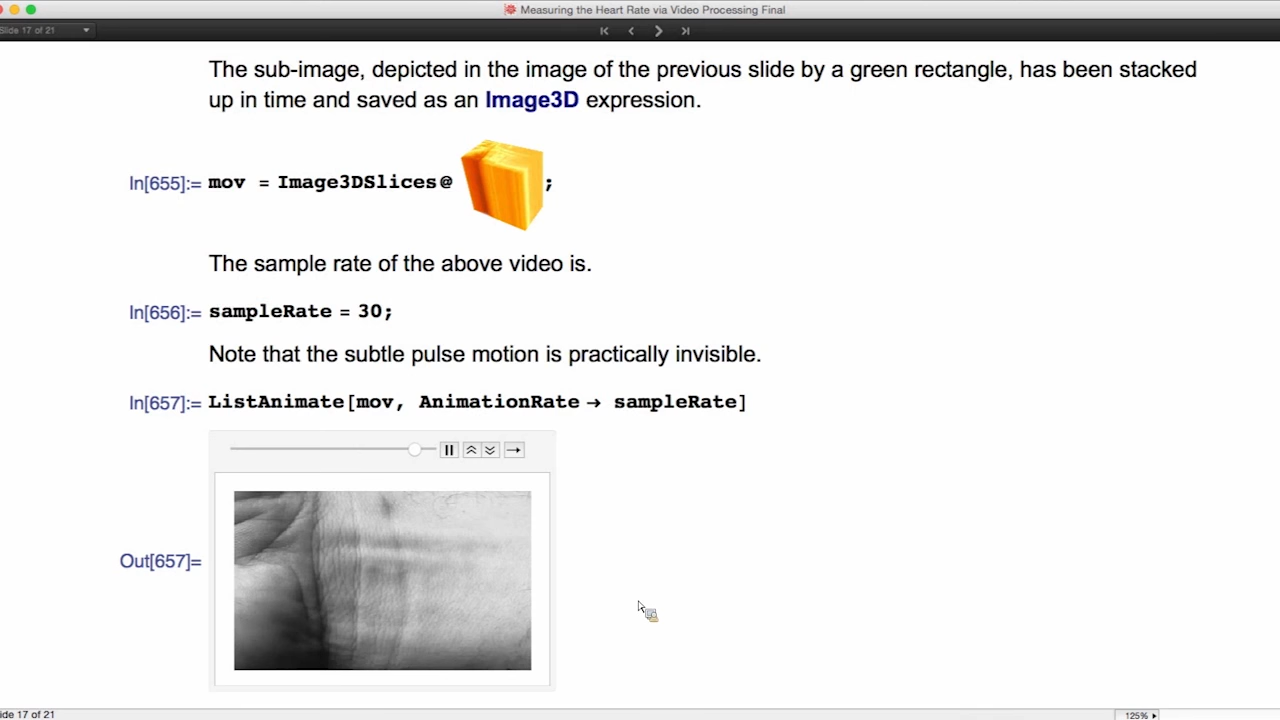 Measuring the Heart Rate via Video Processing Final
Slide 17 of 21
The sub-image, depicted in the image of the previous slide by a green rectangle, has been stacked
up in time and saved as an Image3D expression.
In[655]:= mov = Image3DSlices@ ;
The sample rate of the above video is.
In[656]:= sampleRate = 30;
Note that the subtle pulse motion is practically invisible.
In[657]:= ListAnimate[mov, AnimationRate → sampleRate]
Out[657]=
ide 17 of 21
125%